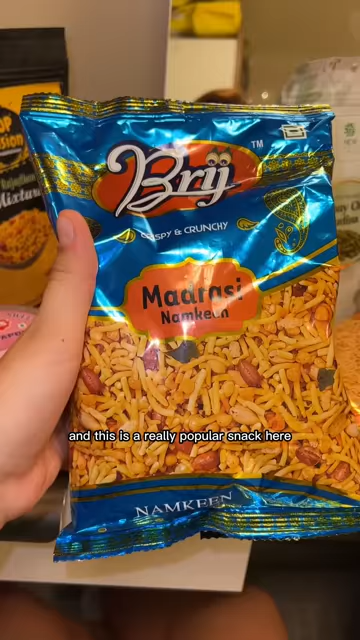 Brij
TM
CRISPY & CRUNCHY
Madrasi
Namkeen
and this is a really popular snack here
NAMKEEN
Mixture